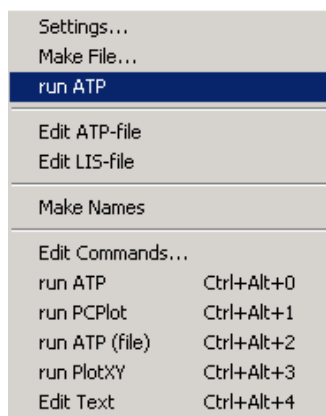 Settings...
Make File...
run ATP
Edit ATP-file
Edit LIS-file
Make Names
Edit Commands...
run ATP Ctrl+Alt+0
run PCPlot Ctrl+Alt+1
run ATP (file) Ctrl+Alt+2
run PlotXY Ctrl+Alt+3
Edit Text Ctrl+Alt+4